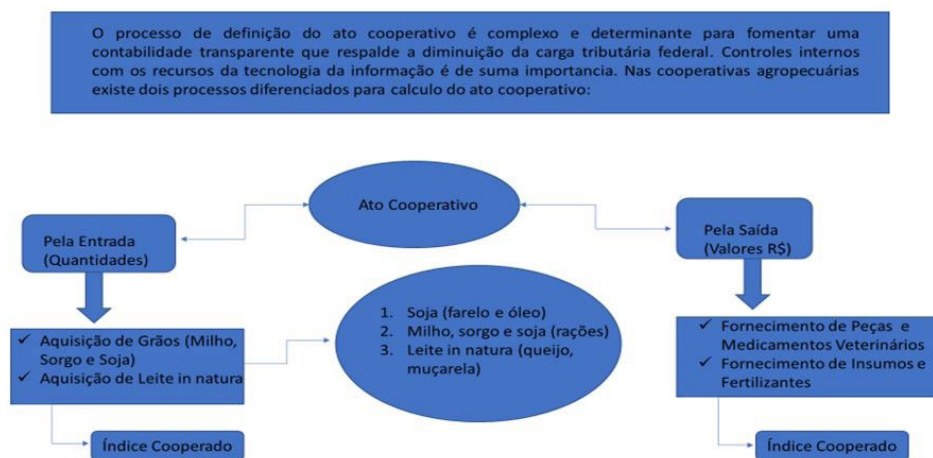 O processo de definição do ato cooperativo é complexo e determinante para fomentar uma
contabilidade transparente que respalde a diminuição da carga tributária federal. Controles internos
com os recursos da tecnologia da informação é de suma importancia. Nas cooperativas agropecuárias
existe dois processos diferenciados para calculo do ato cooperativo:
Ato Cooperativo
Pela Entrada
(Quantidades)
Pela Saída
(Valores R$)
✓ Aquisição de Grãos (Milho,
Sorgo e Soja)
✓ Aquisição de Leite in natura
1. Soja (farelo e óleo)
2. Milho, sorgo e soja (rações)
3. Leite in natura (queijo,
muçarela)
✓ Fornecimento de Peças e
Medicamentos Veterinários
✓ Fornecimento de Insumos e
Fertilizantes
Índice Cooperado
Índice Cooperado